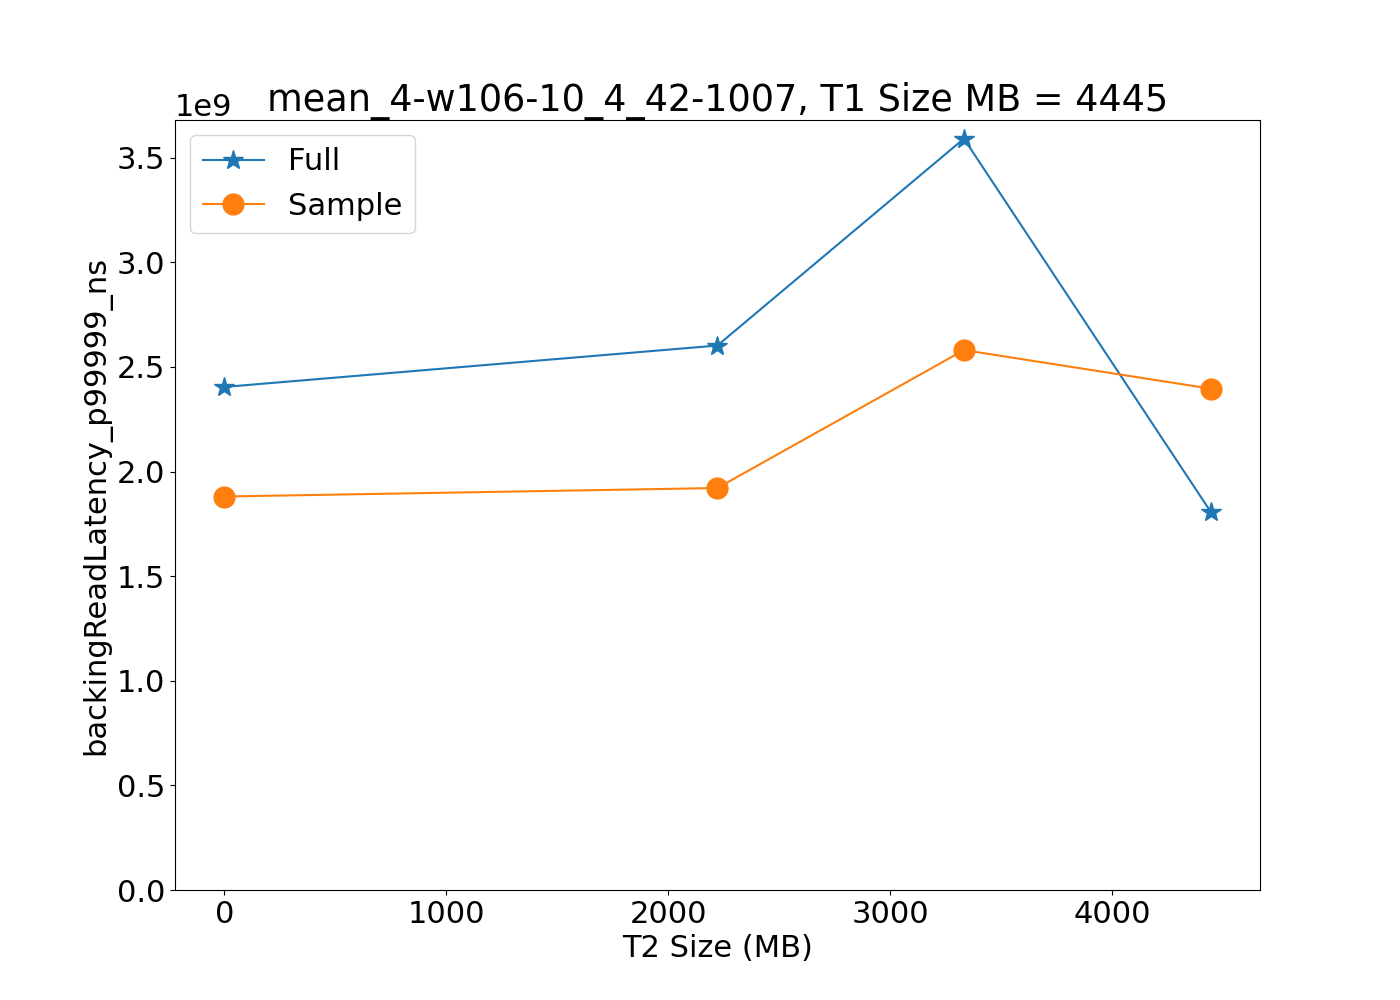 mean_4-w106-10_4_42-1007, T1 Size MB = 4445
1e9
Full
Sample
3.5
3.0
2.5
2.0
1.5
1.0
0.5
0.0
backingReadLatency_p99999_ns
0 1000 2000 3000 4000
T2 Size (MB)